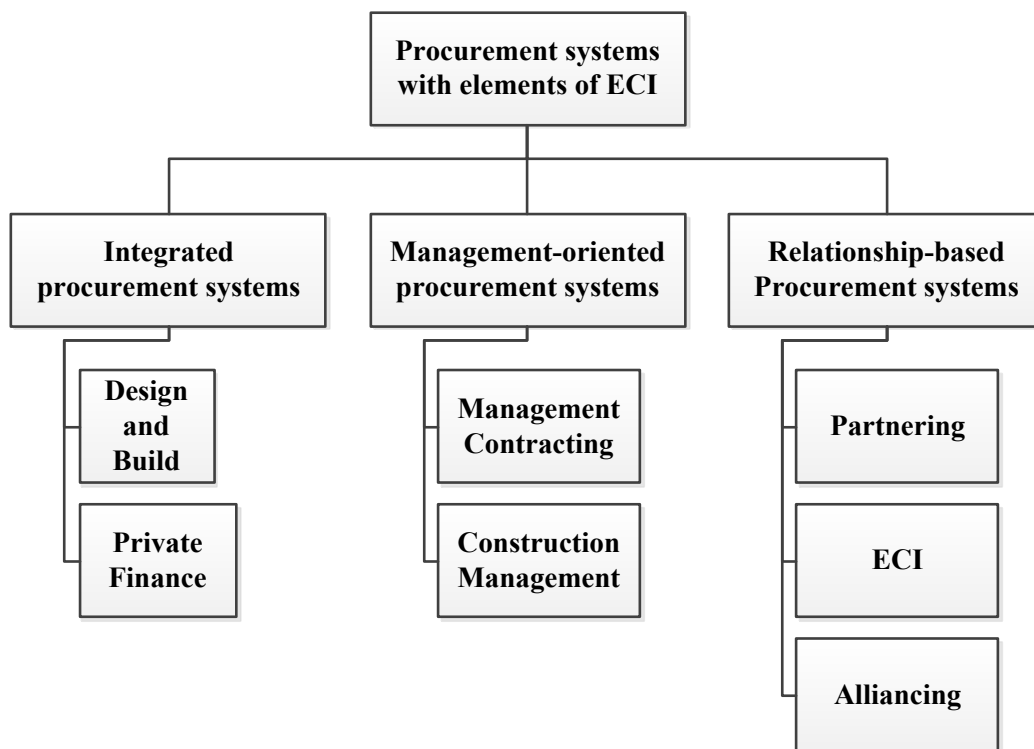 Procurement systems
with elements of ECI
Integrated
procurement systems
Management-oriented
procurement systems
Relationship-based
Procurement systems
Design
and
Build
Private
Finance
Management
Contracting
Construction
Management
Partnering
ECI
Alliancing